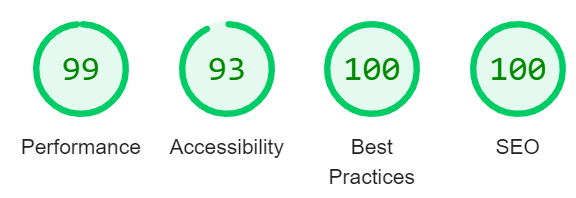 99
93
100
100
Performance
Accessibility
Best
Practices
SEO